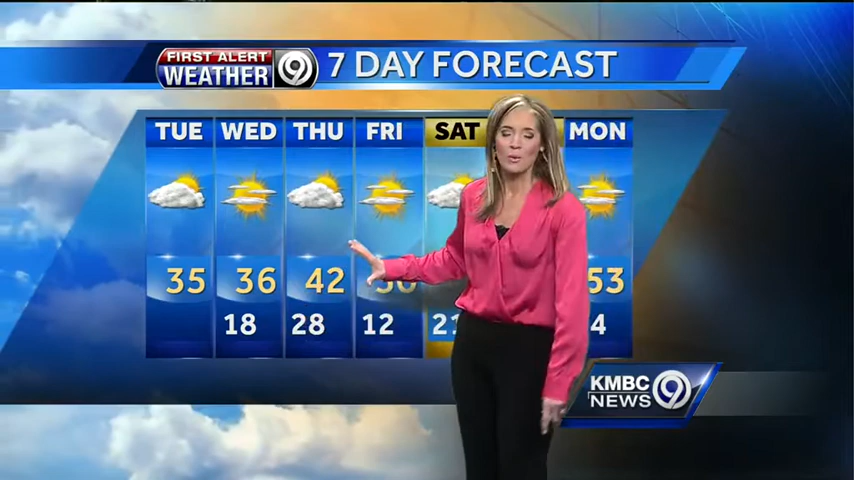 FIRST ALERT
WEATHER 9
7 DAY FORECAST
TUE WED THU FRI SAT MON
35 36 42 53
18 28 12
KMBC 9
NEWS